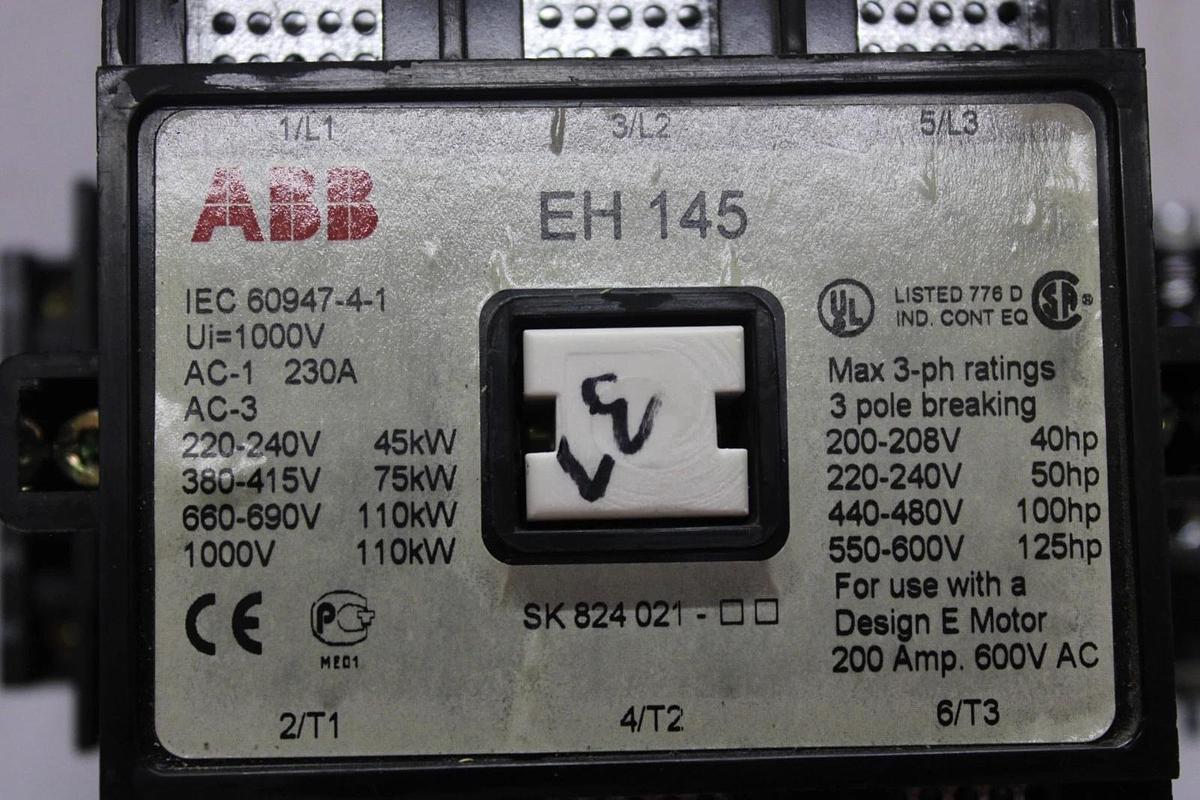 1/L1 3/L2 5/L3
ABB EH 145
IEC 60947-4-1
Ui=1000V
AC-1 230A
AC-3
220-240V 45kW
380-415V 75kW
660-690V 110kW
1000V 110kW
CE PCT
ME01
SK 824 021 - □□
UL LISTED 776 D
IND. CONT EQ
SA ®
Max 3-ph ratings
3 pole breaking
200-208V 40hp
220-240V 50hp
440-480V 100hp
550-600V 125hp
For use with a
Design E Motor
200 Amp. 600V AC
2/T1 4/T2 6/T3